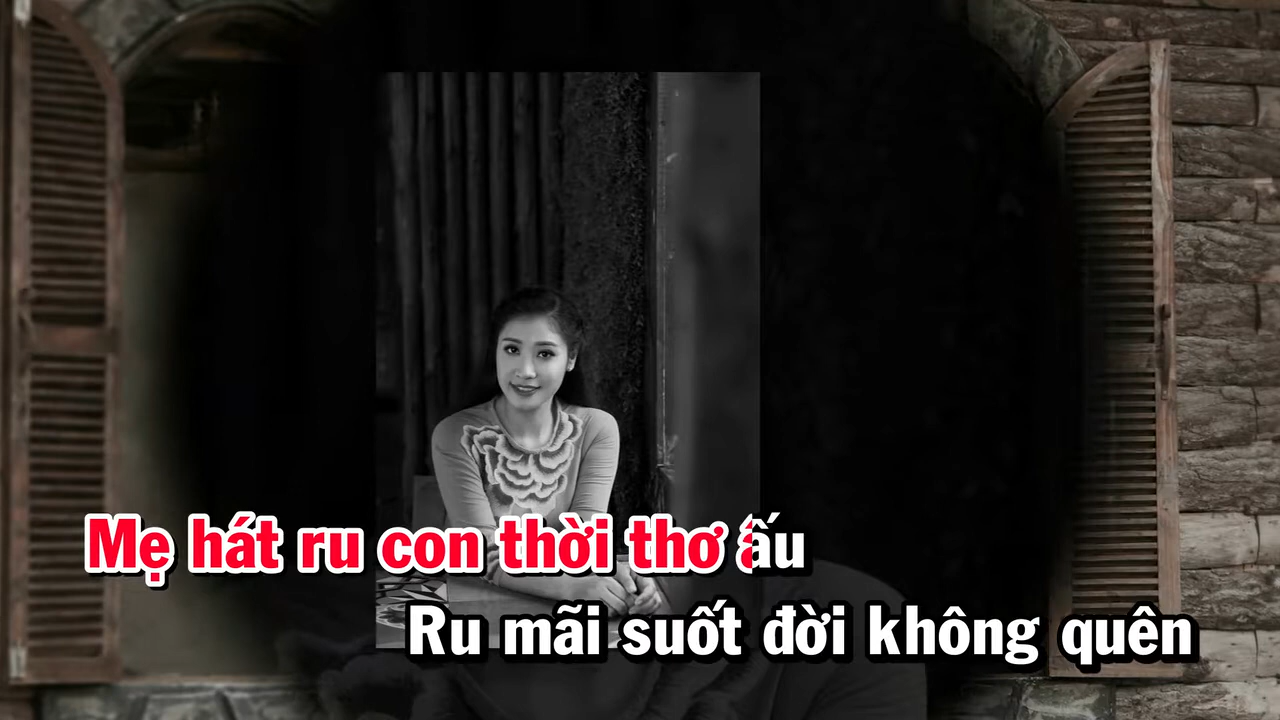 Mẹ hát ru con thời thơ ấu
Ru mãi suốt đời không quên